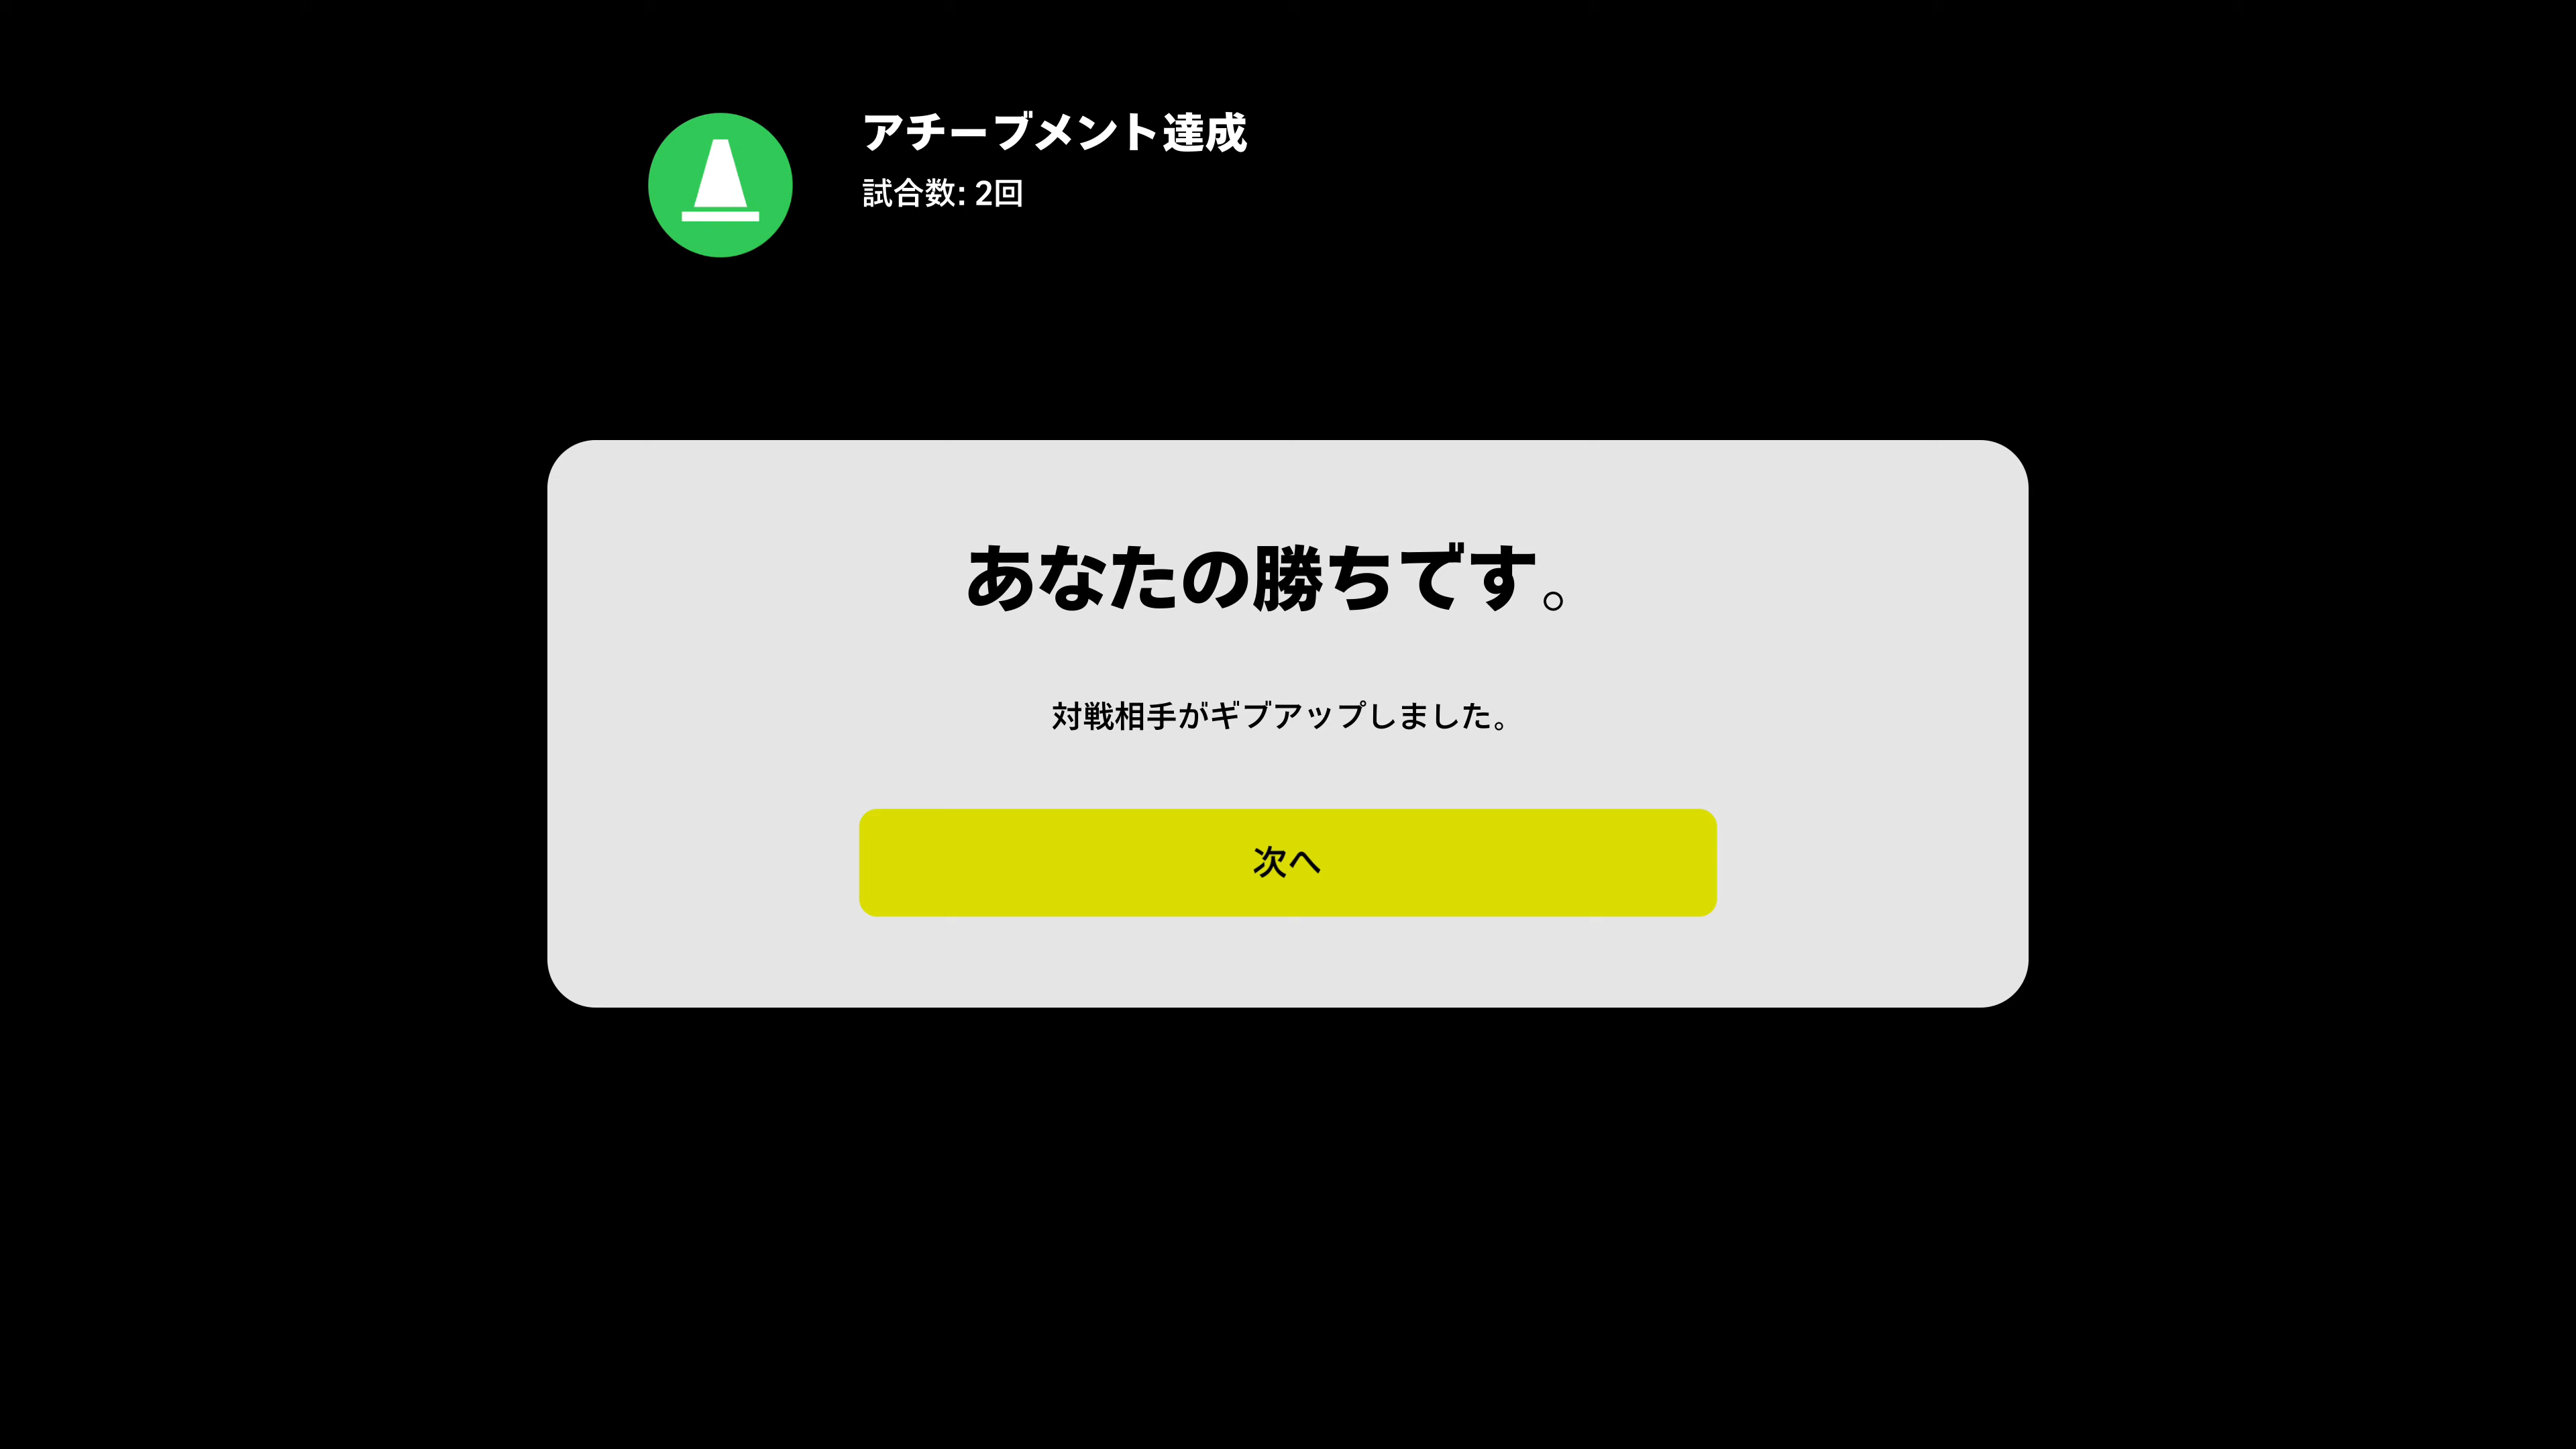 アチーブメント達成
試合数: 2回
あなたの勝ちです。
対戦相手がギブアップしました。
次へ